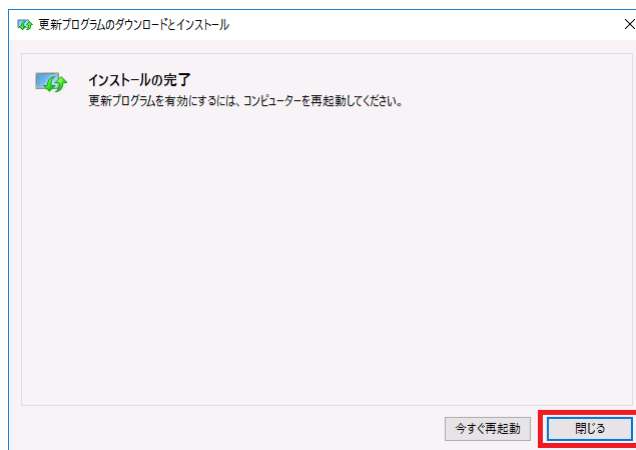 更新プログラムのダウンロードとインストール
インストールの完了
更新プログラムを有効にするには、コンピューターを再起動してください。
今すぐ再起動
閉じる